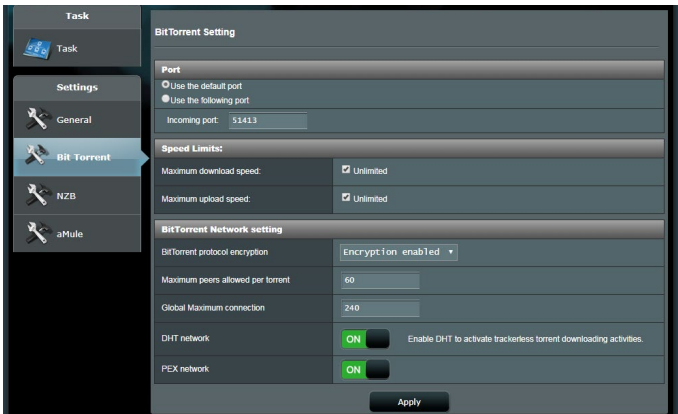 Task
Task
Settings
General
Bit Torrent
NZB
aMule
BitTorrent Setting
Port
Use the default port
Use the following port
Incoming port: 51413
Speed Limits:
Maximum download speed: Unlimited
Maximum upload speed: Unlimited
BitTorrent Network setting
BitTorrent protocol encryption Encryption enabled
Maximum peers allowed per torrent 60
Global Maximum connection 240
DHT network ON Enable DHT to activate trackerless torrent downloading activities.
PEX network ON
Apply